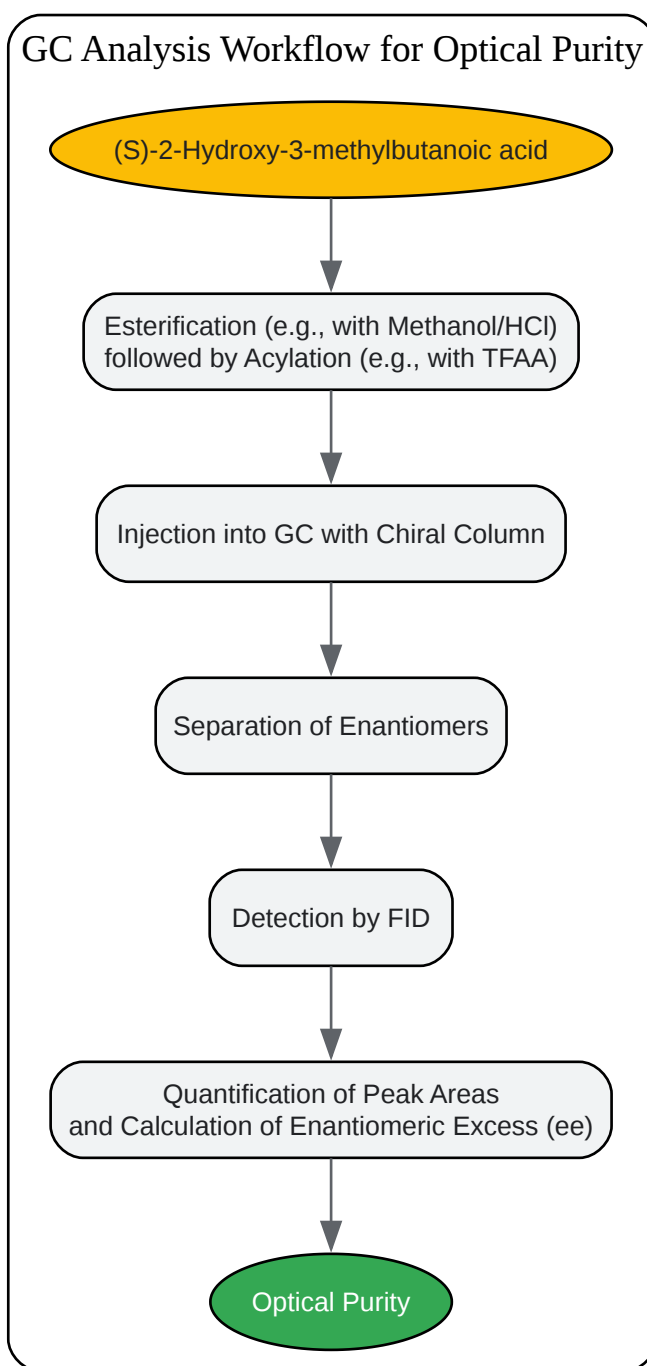 GC Analysis Workflow for Optical Purity
(S)-2-Hydroxy-3-methylbutanoic acid
Esterification (e.g., with Methanol/HCl)
followed by Acylation (e.g., with TFAA)
Injection into GC with Chiral Column
Separation of Enantiomers
Detection by FID
Quantification of Peak Areas
and Calculation of Enantiomeric Excess (ee)
Optical Purity